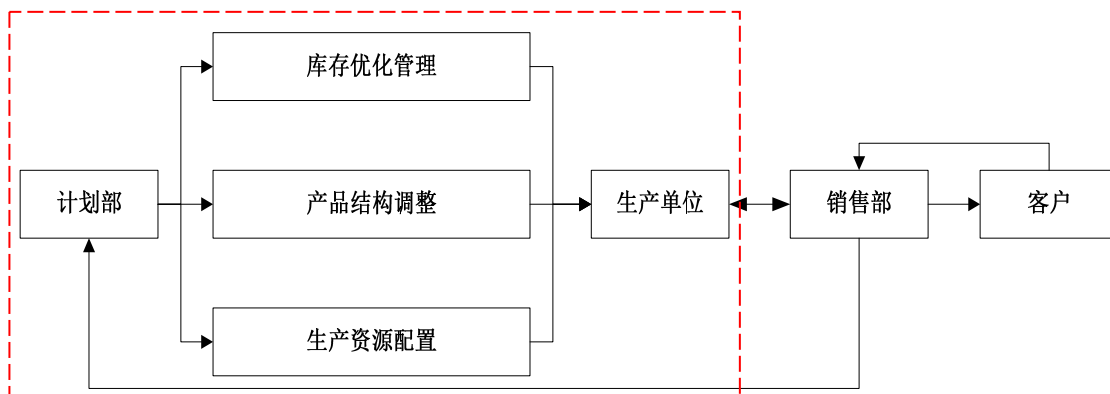 库存优化管理
计划部
产品结构调整
生产单位
销售部
客户
生产资源配置